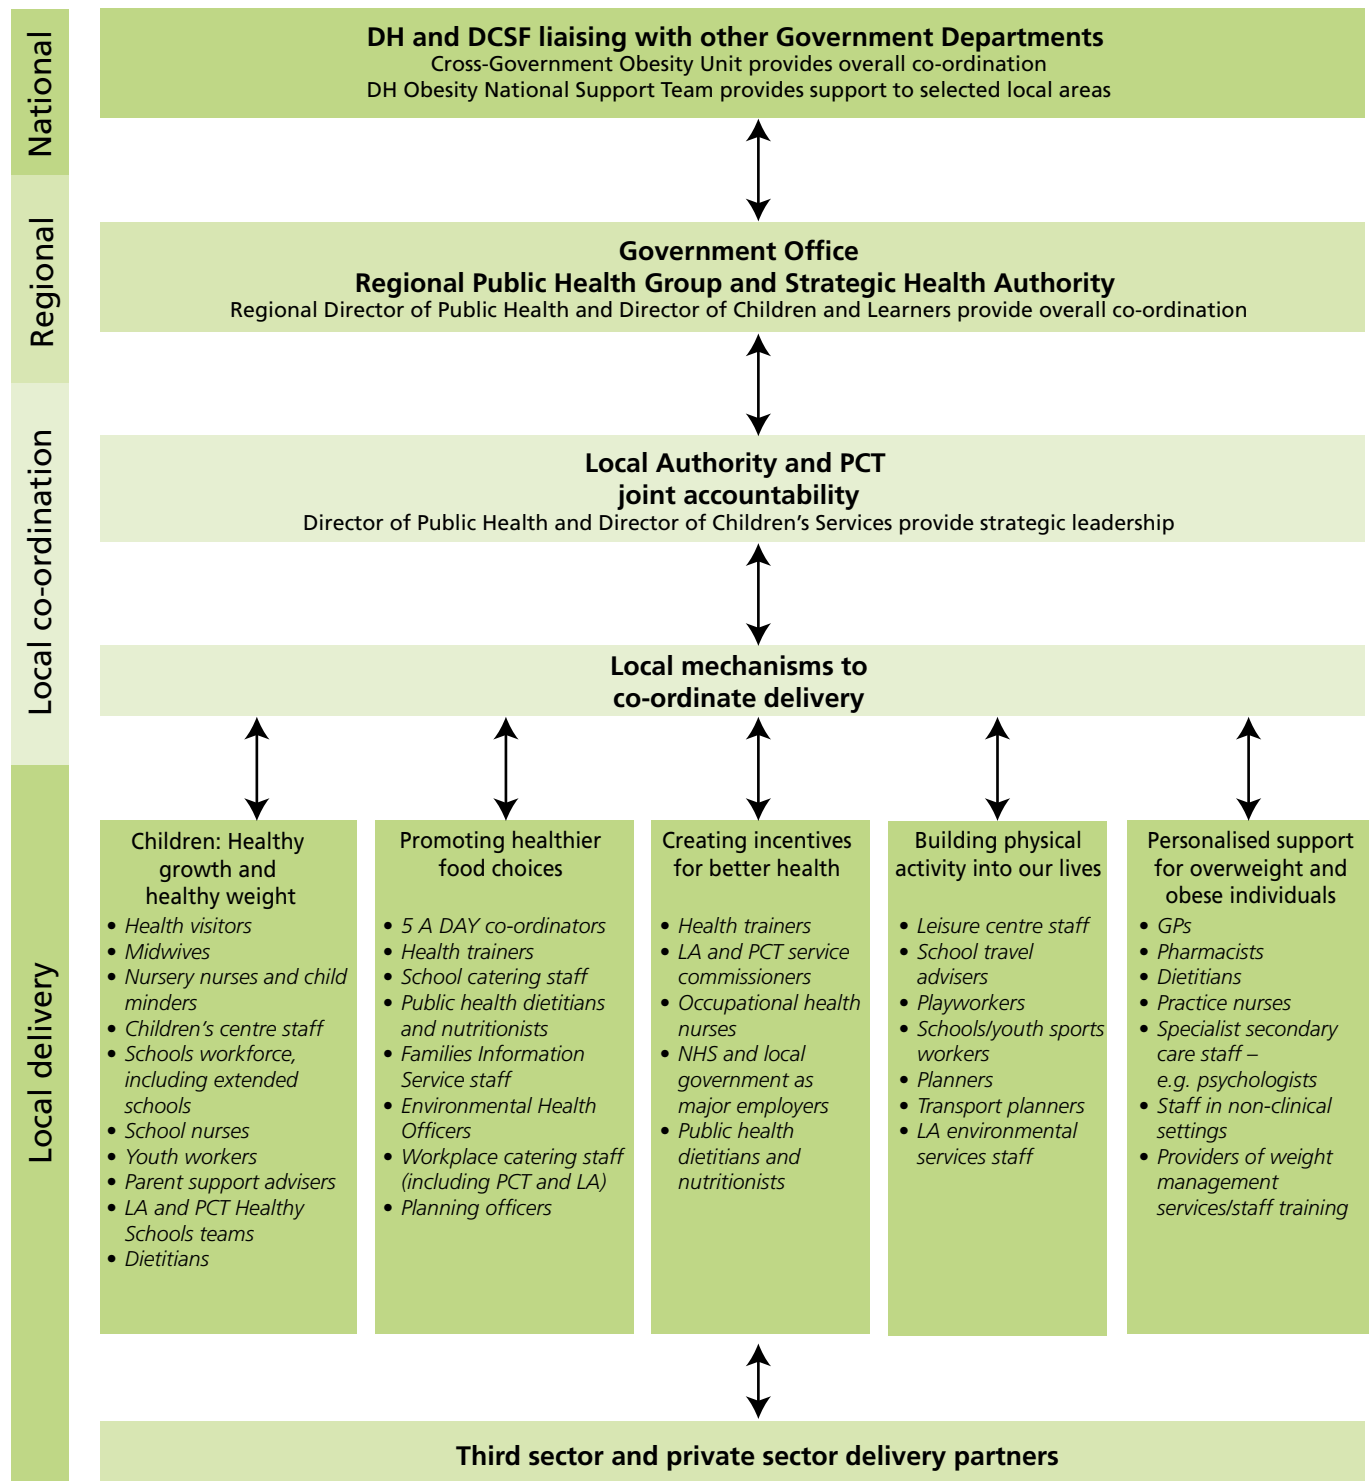 National
DH and DCSF liaising with other Government Departments
Cross-Government Obesity Unit provides overall co-ordination
DH Obesity National Support Team provides support to selected local areas
Regional
Government Office
Regional Public Health Group and Strategic Health Authority
Regional Director of Public Health and Director of Children and Learners provide overall co-ordination
Local co-ordination
Local Authority and PCT
joint accountability
Director of Public Health and Director of Children’s Services provide strategic leadership
Local mechanisms to
co-ordinate delivery
Local delivery
Children: Healthy
growth and
healthy weight
• Health visitors
• Midwives
• Nursery nurses and child
minders
• Children’s centre staff
• Schools workforce,
including extended
schools
• School nurses
• Youth workers
• Parent support advisers
• LA and PCT Healthy
Schools teams
• Dietitians
Promoting healthier
food choices
• 5 A DAY co-ordinators
• Health trainers
• School catering staff
• Public health dietitians
and nutritionists
• Families Information
Service staff
• Environmental Health
Officers
• Workplace catering staff
(including PCT and LA)
• Planning officers
Creating incentives
for better health
• Health trainers
• LA and PCT service
commissioners
• Occupational health
nurses
• NHS and local
government as
major employers
• Public health
dietitians and
nutritionists
Building physical
activity into our lives
• Leisure centre staff
• School travel
advisers
• Playworkers
• Schools/youth sports
workers
• Planners
• Transport planners
• LA environmental
services staff
Personalised support
for overweight and
obese individuals
• GPs
• Pharmacists
• Dietitians
• Practice nurses
• Specialist secondary
care staff –
e.g. psychologists
• Staff in non-clinical
settings
• Providers of weight
management
services/staff training
Third sector and private sector delivery partners